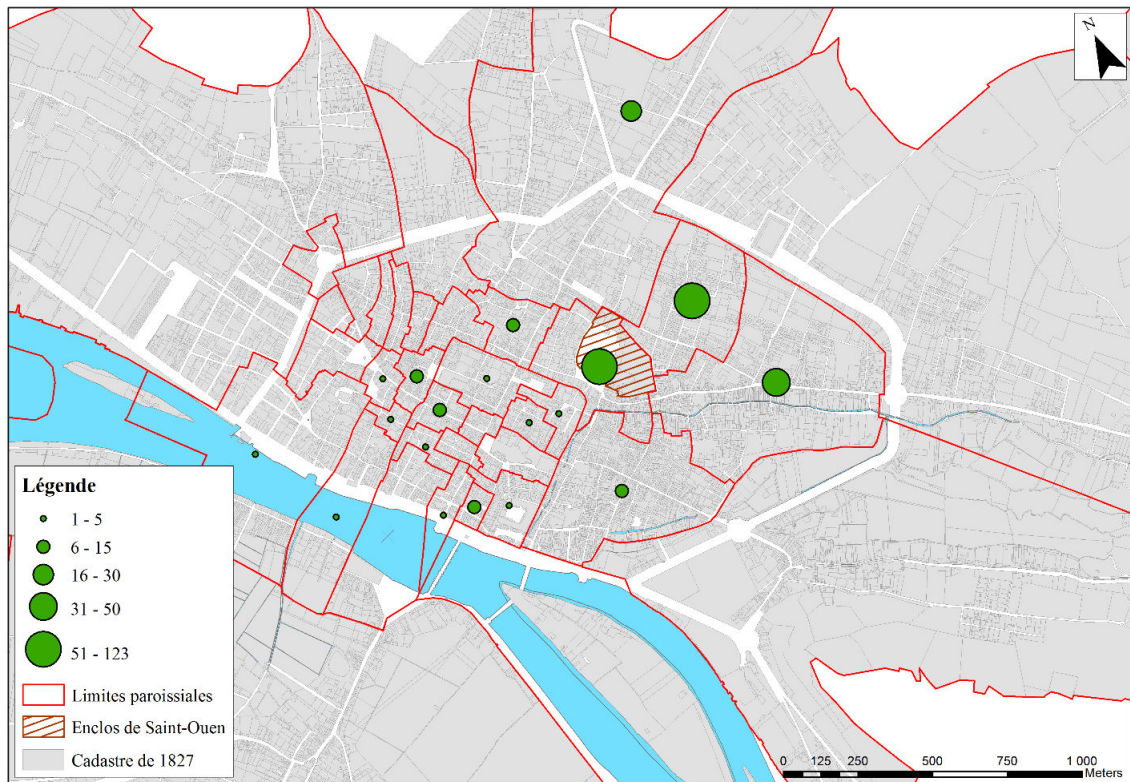 N
Légende
1 - 5
6 - 15
16 - 30
31 - 50
51 - 123
Limites paroissiales
Enclos de Saint-Ouen
Cadastre de 1827
0 125 250 500 750 1 000
Meters